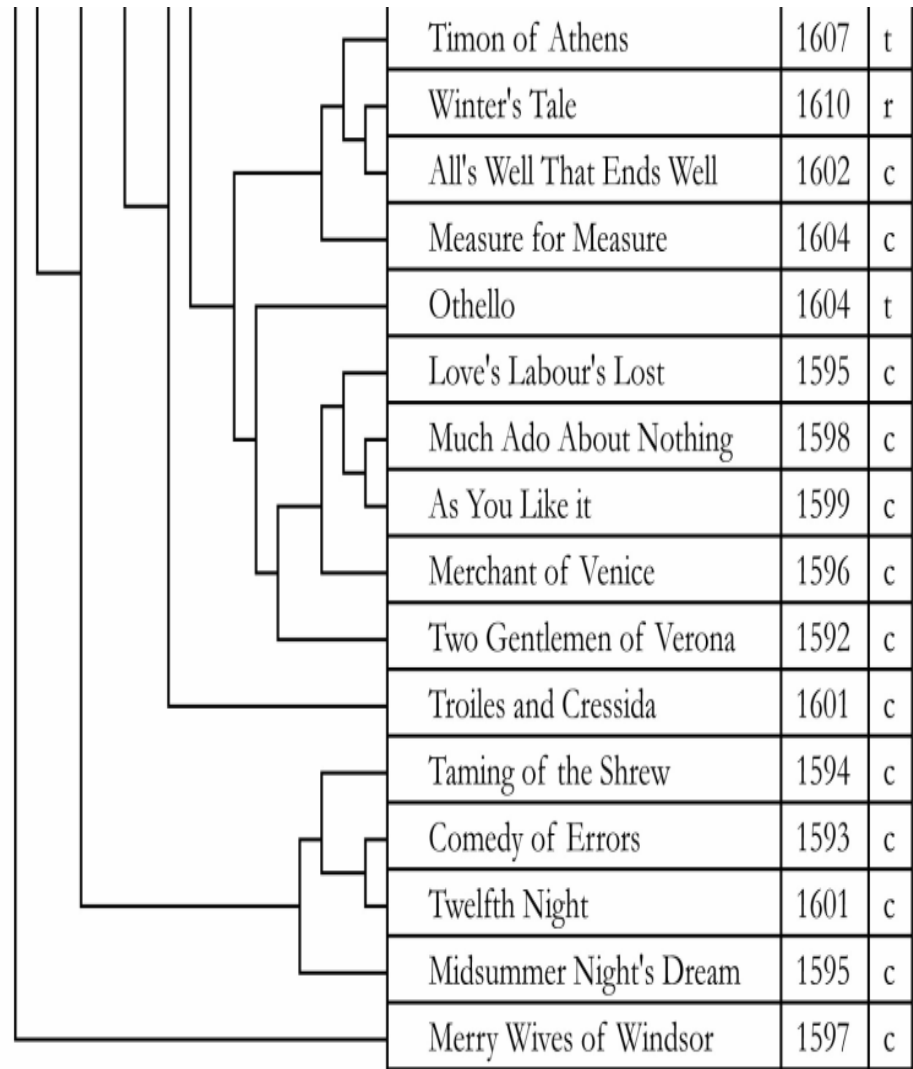 Timon of Athens 1607 t
Winter's Tale 1610 r
All's Well That Ends Well 1602 c
Measure for Measure 1604 c
Othello 1604 t
Love's Labour's Lost 1595 c
Much Ado About Nothing 1598 c
As You Like it 1599 c
Merchant of Venice 1596 c
Two Gentlemen of Verona 1592 c
Troiles and Cressida 1601 c
Taming of the Shrew 1594 c
Comedy of Errors 1593 c
Twelfth Night 1601 c
Midsummer Night's Dream 1595 c
Merry Wives of Windsor 1597 c